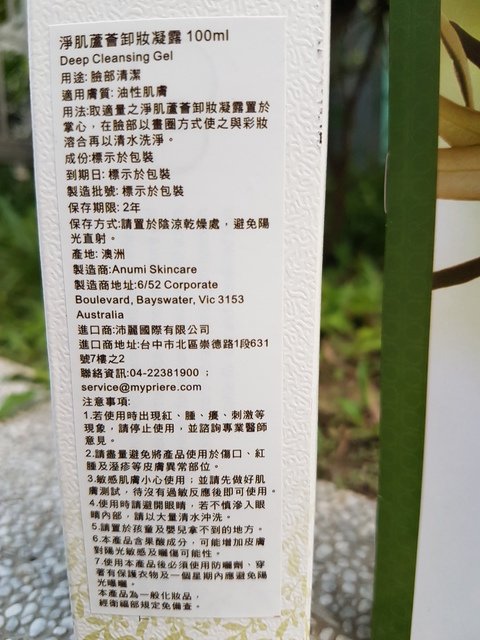 淨肌蘆薈卸妝凝露 100ml
Deep Cleansing Gel
用途: 臉部清潔
適用膚質: 油性肌膚
用法:取適量之淨肌蘆薈卸妝凝露置於
掌心，在臉部以畫圈方式使之與彩妝
溶合再以清水洗淨。
成份:標示於包裝
到期日: 標示於包裝
製造批號: 標示於包裝
保存期限: 2年
保存方式:請置於陰涼乾燥處，避免陽
光直射。
產地: 澳洲
製造商:Anumi Skincare
製造商地址:6/52 Corporate
Boulevard, Bayswater, Vic 3153
Australia
進口商:沛麗國際有限公司
進口商地址:台中市北區崇德路1段631
號7樓之2
聯絡資訊:04-22381900 ;
service@mypriere.com
注意事項:
1.若使用時出現紅、腫、癢、刺激等
現象，請停止使用，並諮詢專業醫師
意見。
2.請盡量避免將產品使用於傷口、紅
腫及溼疹等皮膚異常部位。
3.敏感肌膚小心使用；並請先做好肌
膚測試，待沒有過敏反應後即可使用。
4.使用時請避開眼睛，若不慎滲入眼
睛內部，請以大量清水沖洗。
5.請置於孩童及嬰兒拿不到的地方。
6.本產品含果酸成分，可能增加皮膚
對陽光敏感及曬傷可能性。
7.使用本產品後必須使用防曬劑、穿
著有保護衣物及一個星期內應避免陽
光曝曬。
本產品為一般化妝品，
經衛福部規定免備查。